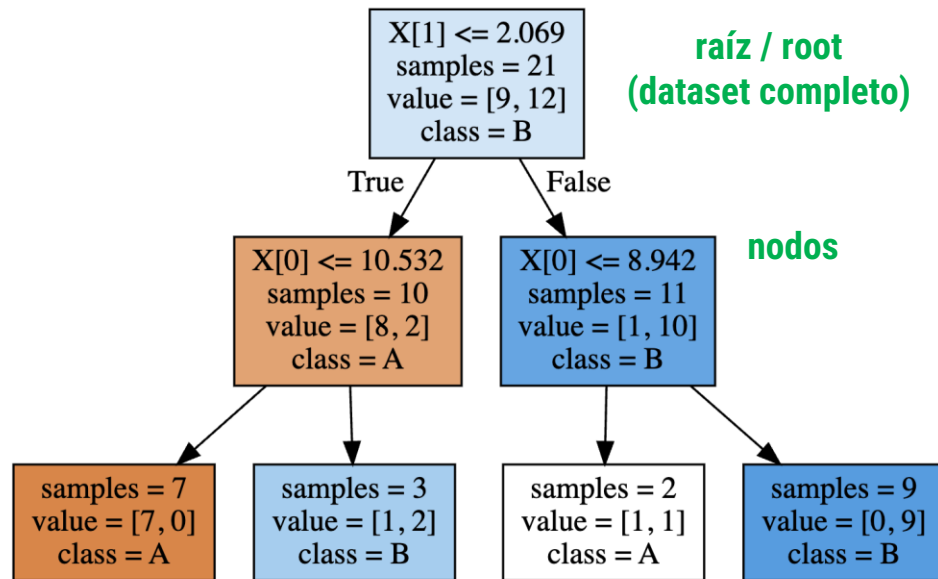 X[1] <= 2.069
samples = 21
value = [9, 12]
class = B
raíz / root
(dataset completo)
True
False
X[0] <= 10.532
samples = 10
value = [8, 2]
class = A
X[0] <= 8.942
samples = 11
value = [1, 10]
class = B
nodos
samples = 7
value = [7, 0]
class = A
samples = 3
value = [1, 2]
class = B
samples = 2
value = [1, 1]
class = A
samples = 9
value = [0, 9]
class = B